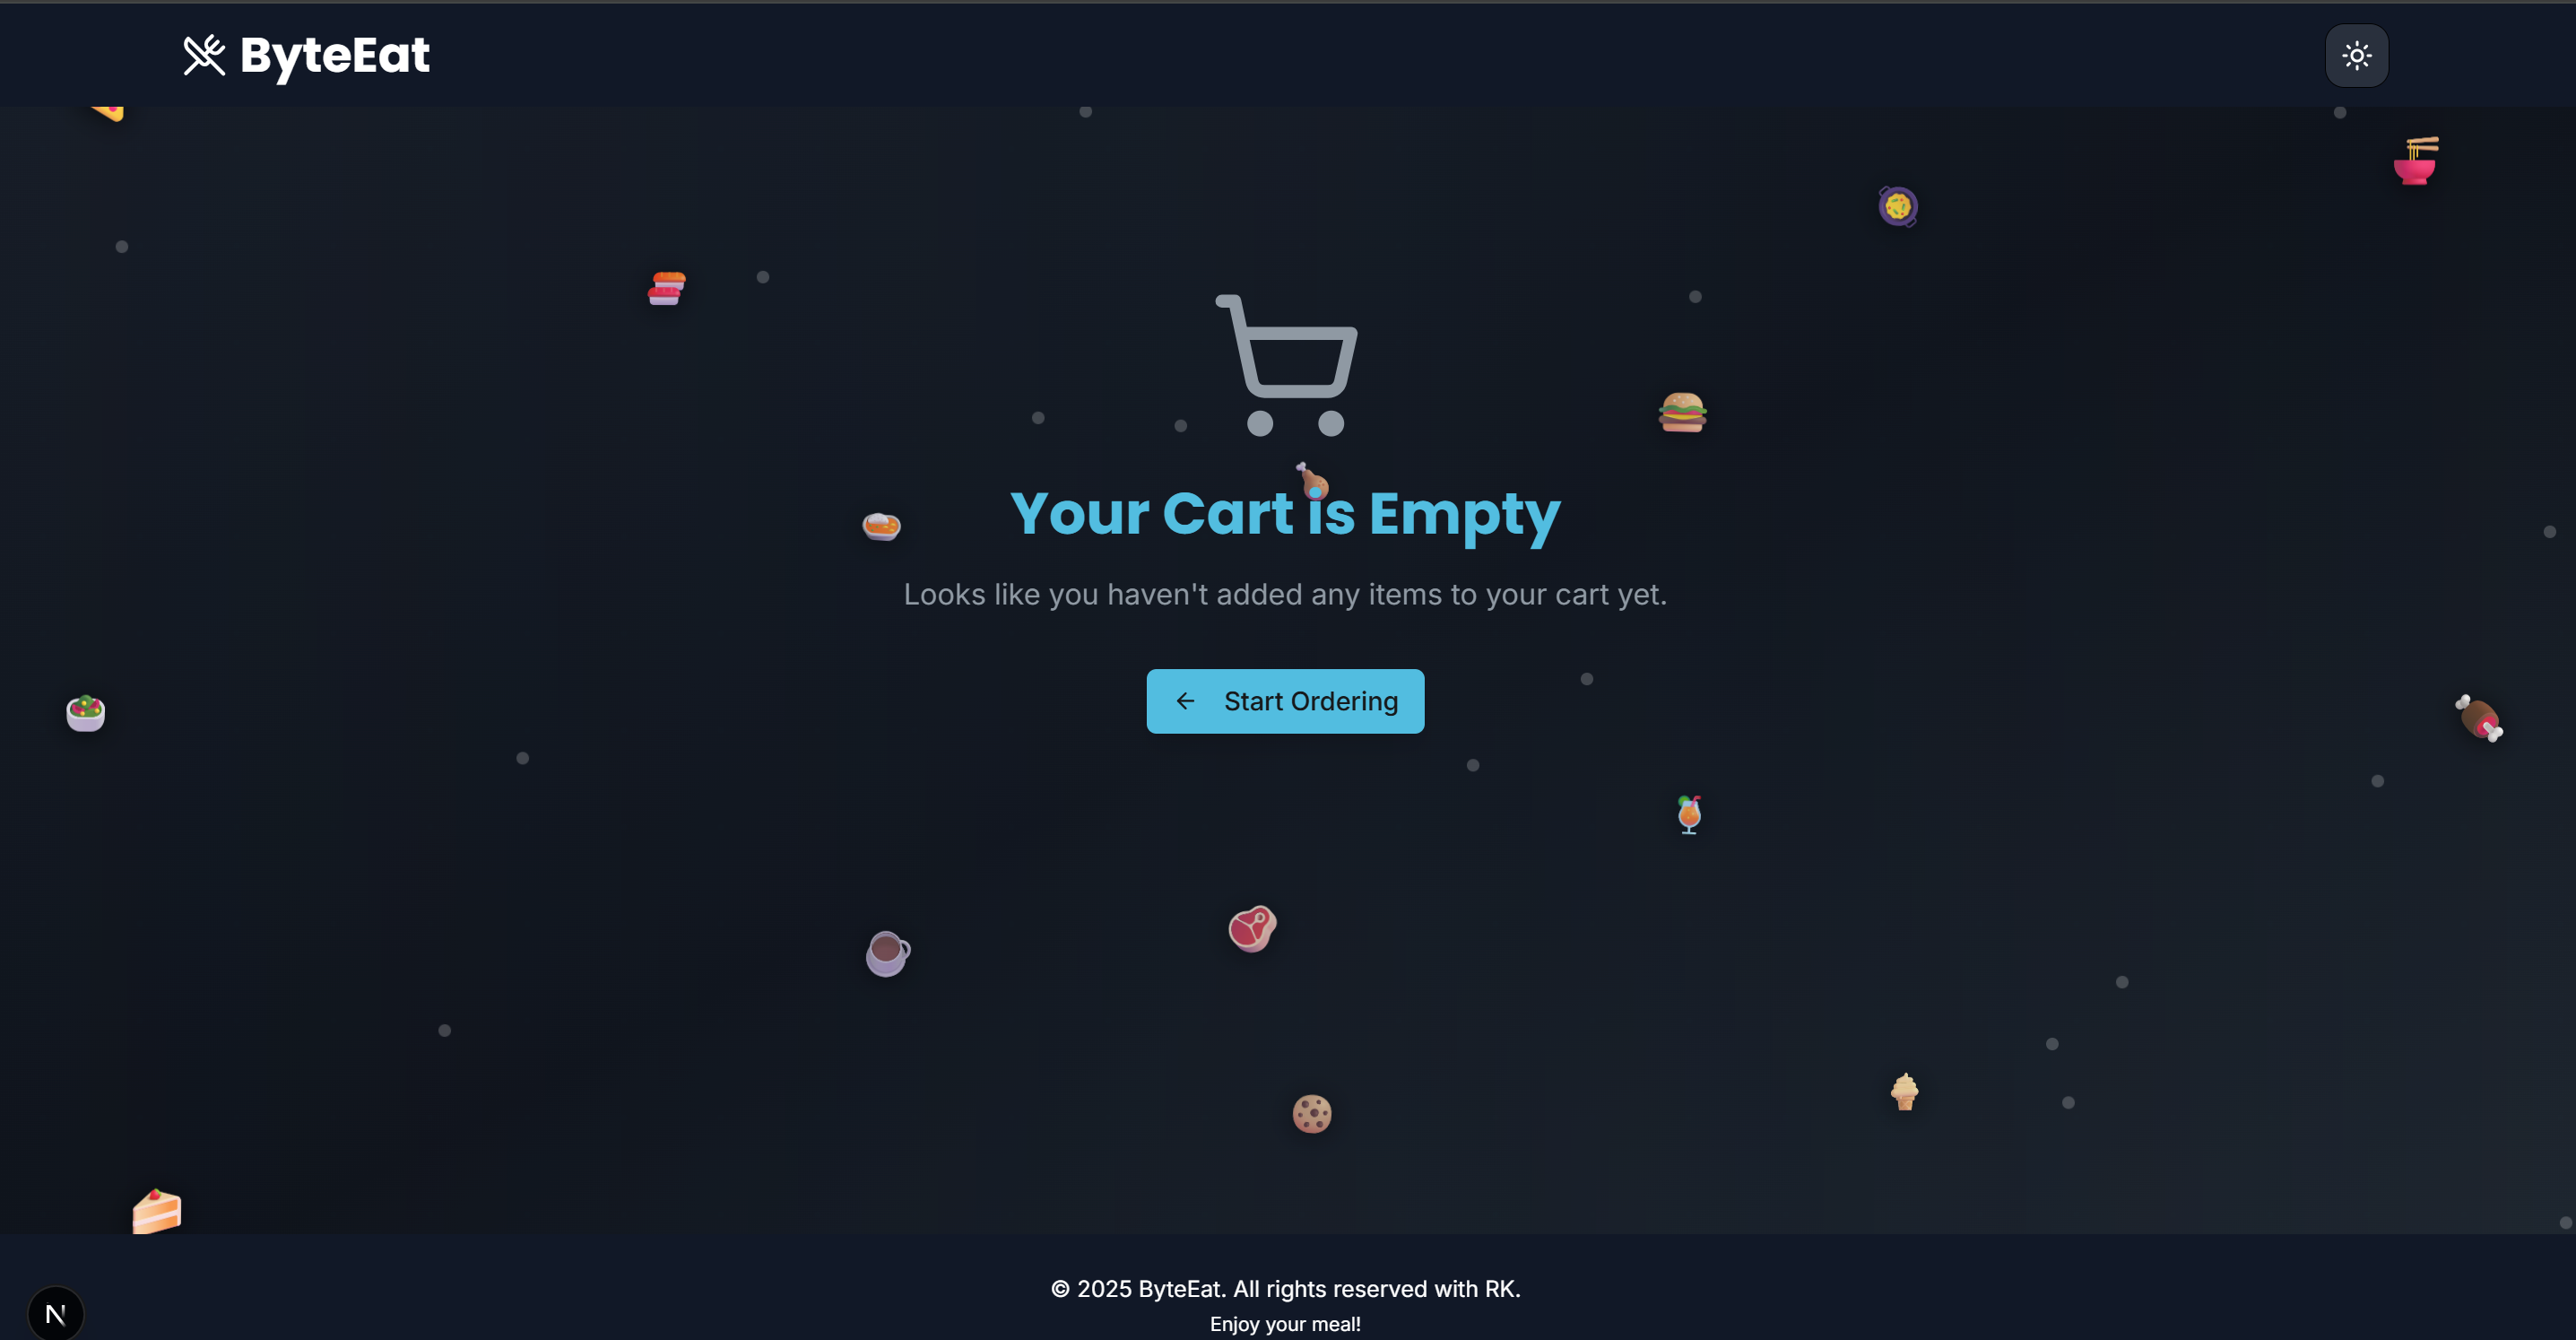 ByteEat
Your Cart is Empty
Looks like you haven't added any items to your cart yet.
Start Ordering
© 2025 ByteEat. All rights reserved with RK.
N
Enjoy your meal!